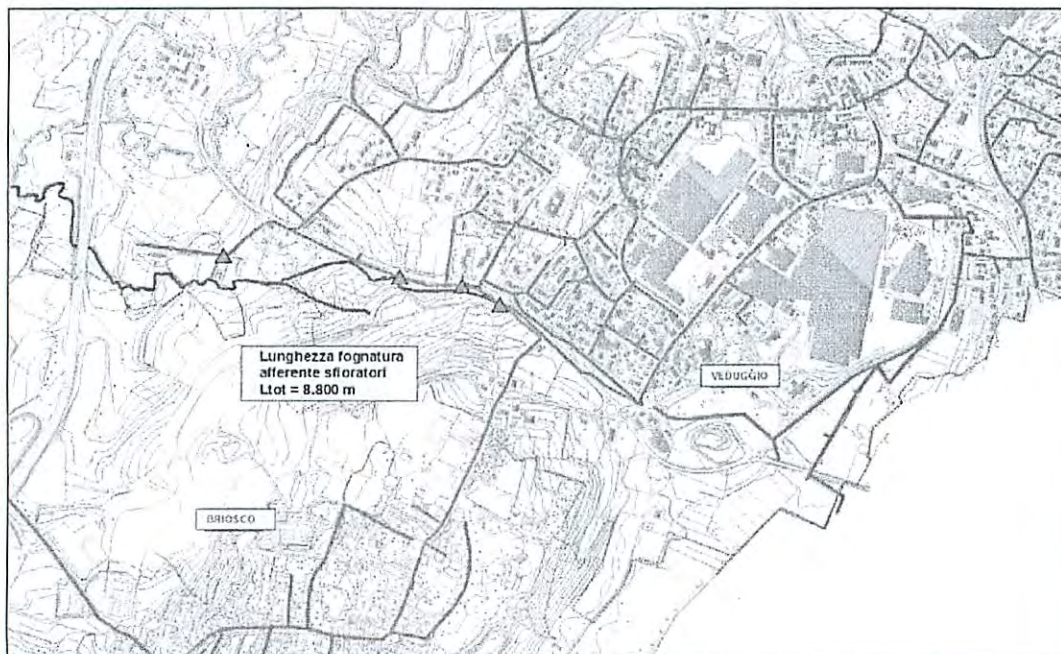 Lunghezza fognatura
afferente sfioratori
Ltot = 8.800 m
VEDUGGIO
BRIOSCO